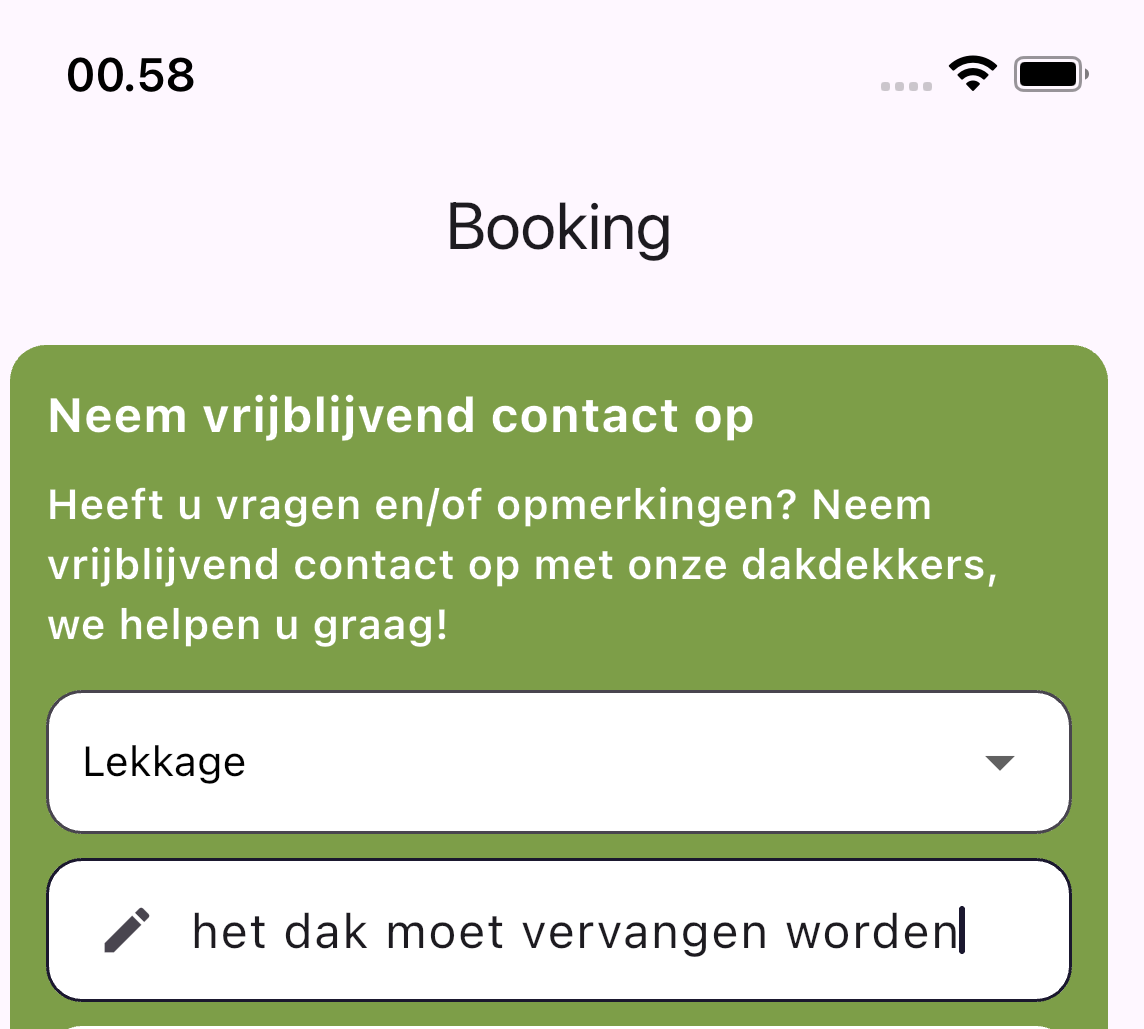 00.58
Booking
Neem vrijblijvend contact op
Heeft u vragen en/of opmerkingen? Neem
vrijblijvend contact op met onze dakdekkers,
we helpen u graag!
Lekkage
het dak moet vervangen worden